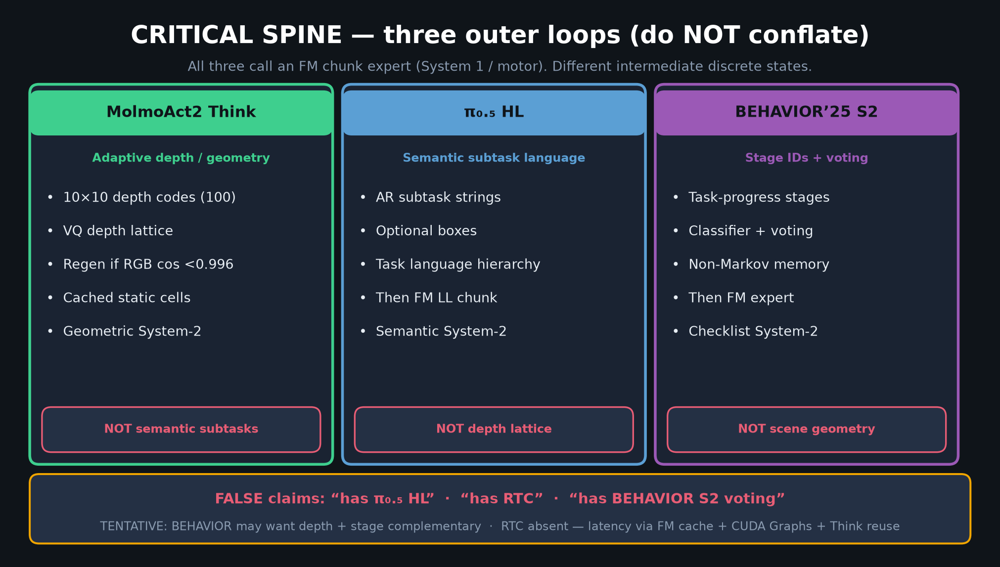 CRITICAL SPINE — three outer loops (do NOT conflate)
All three call an FM chunk expert (System 1 / motor). Different intermediate discrete states.
MolmoAct2 Think
Adaptive depth / geometry
• 10×10 depth codes (100)
• VQ depth lattice
• Regen if RGB cos <0.996
• Cached static cells
• Geometric System-2
NOT semantic subtasks
π₀.₅ HL
Semantic subtask language
• AR subtask strings
• Optional boxes
• Task language hierarchy
• Then FM LL chunk
• Semantic System-2
NOT depth lattice
BEHAVIOR’25 S2
Stage IDs + voting
• Task-progress stages
• Classifier + voting
• Non-Markov memory
• Then FM expert
• Checklist System-2
NOT scene geometry
FALSE claims: “has π₀.₅ HL” · “has RTC” · “has BEHAVIOR S2 voting”
TENTATIVE: BEHAVIOR may want depth + stage complementary · RTC absent — latency via FM cache + CUDA Graphs + Think reuse